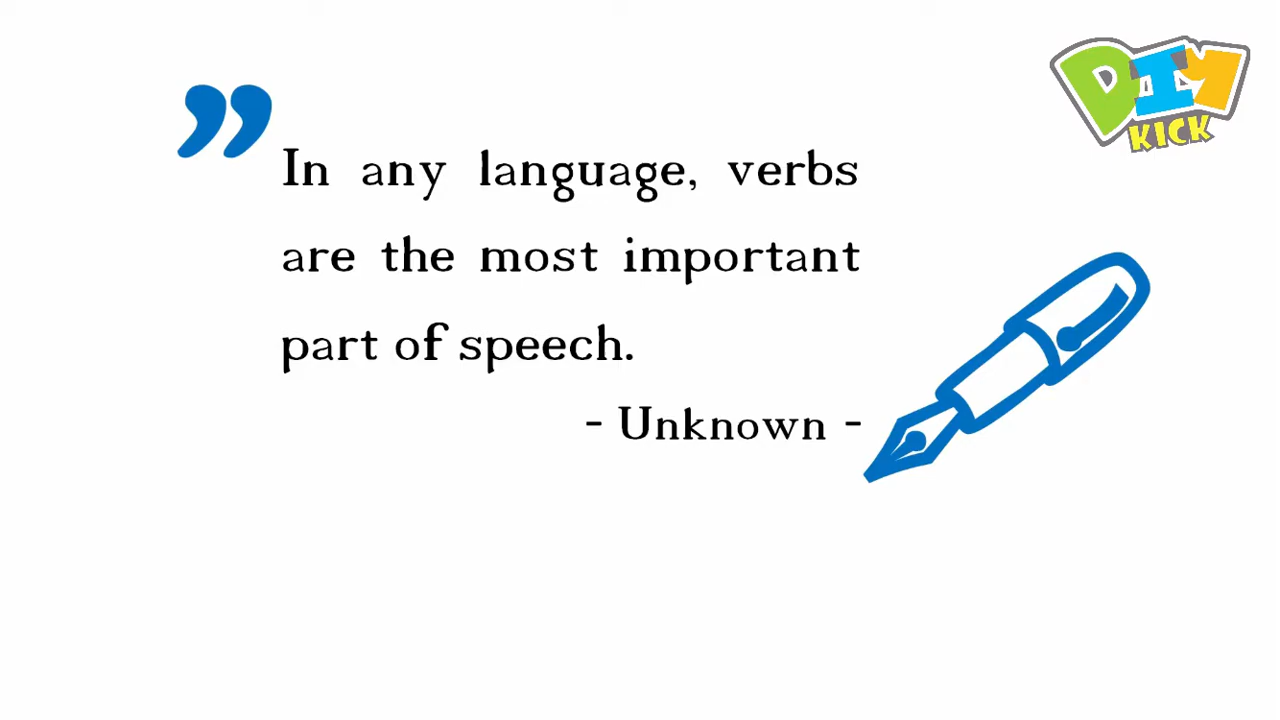 DIY
KICK
” In any language, verbs
are the most important
part of speech.
- Unknown -